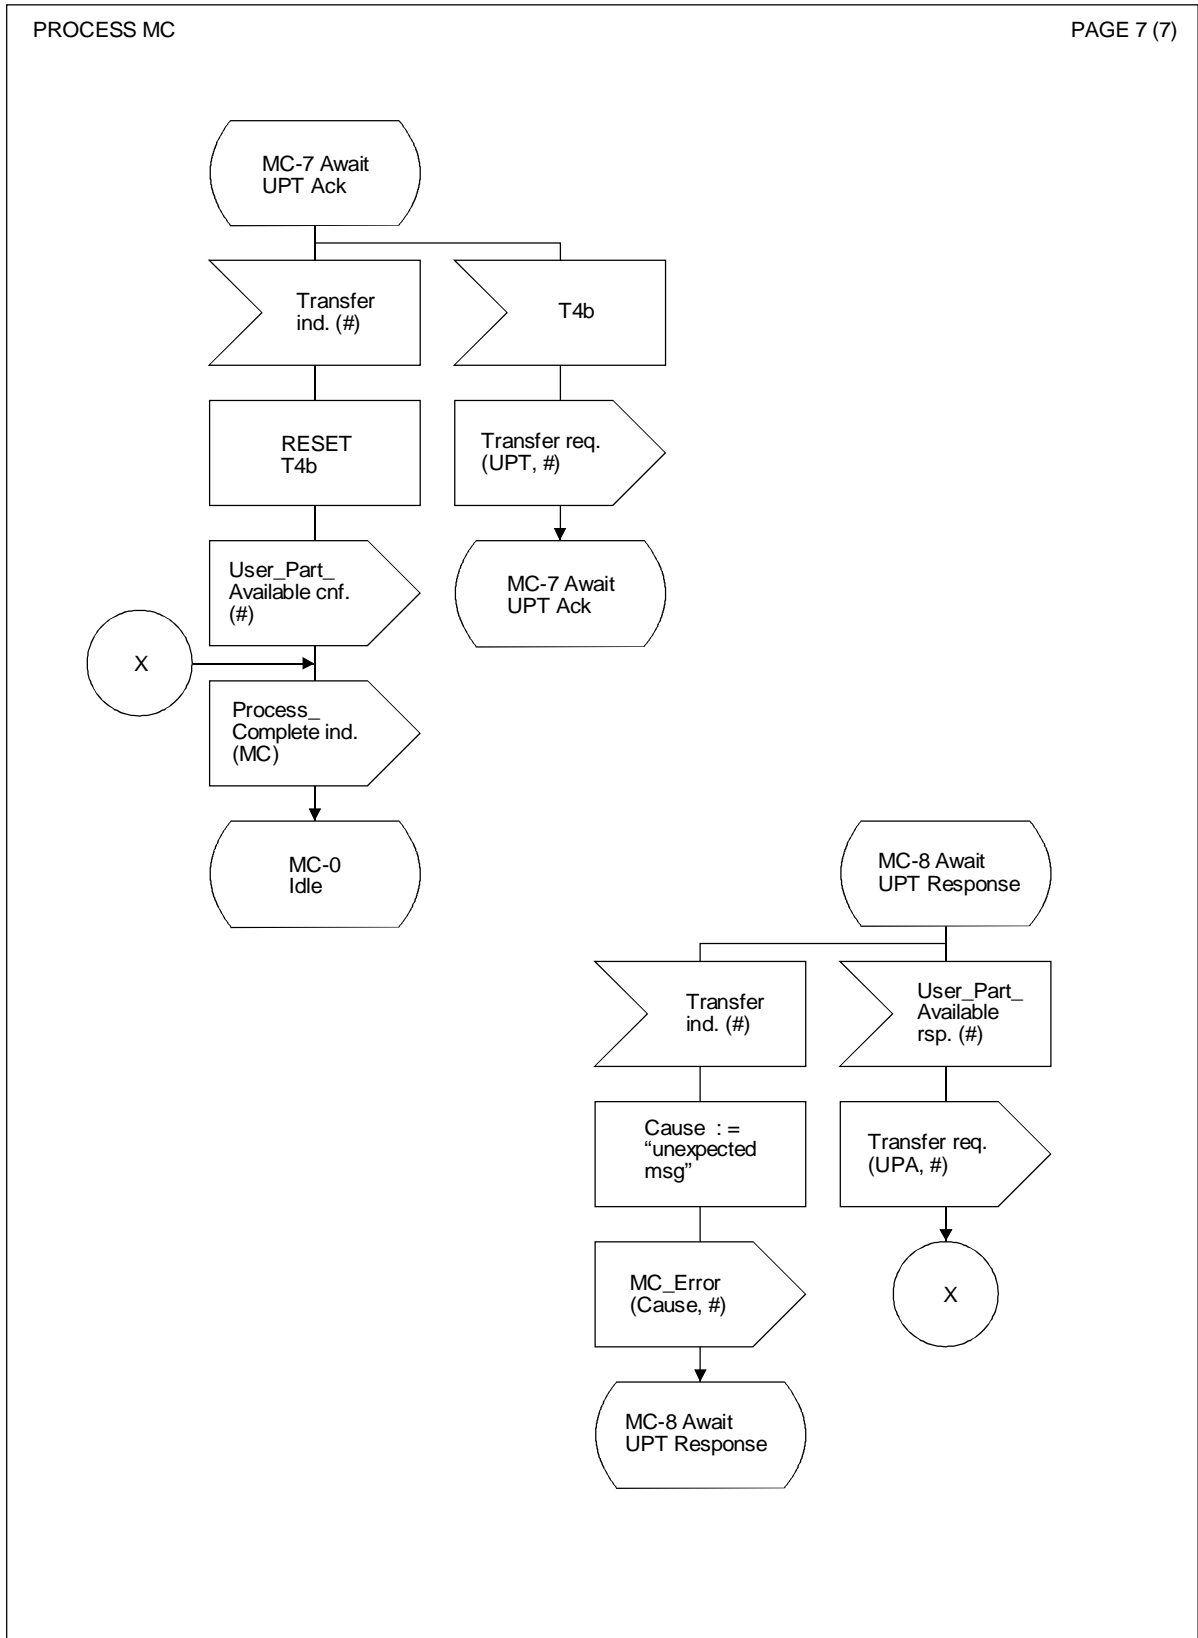 PROCESS MC
PAGE 7 (7)
MC-7 Await
UPT Ack
Transfer
ind. (#)
T4b
RESET
T4b
Transfer req.
(UPT, #)
User_Part_
Available cnf.
(#)
MC-7 Await
UPT Ack
X
Process_
Complete ind.
(MC)
MC-0
Idle
MC-8 Await
UPT Response
Transfer
ind. (#)
User_Part_
Available
rsp. (#)
Cause : =
“unexpected
msg”
Transfer req.
(UPA, #)
MC_Error
(Cause, #)
X
MC-8 Await
UPT Response